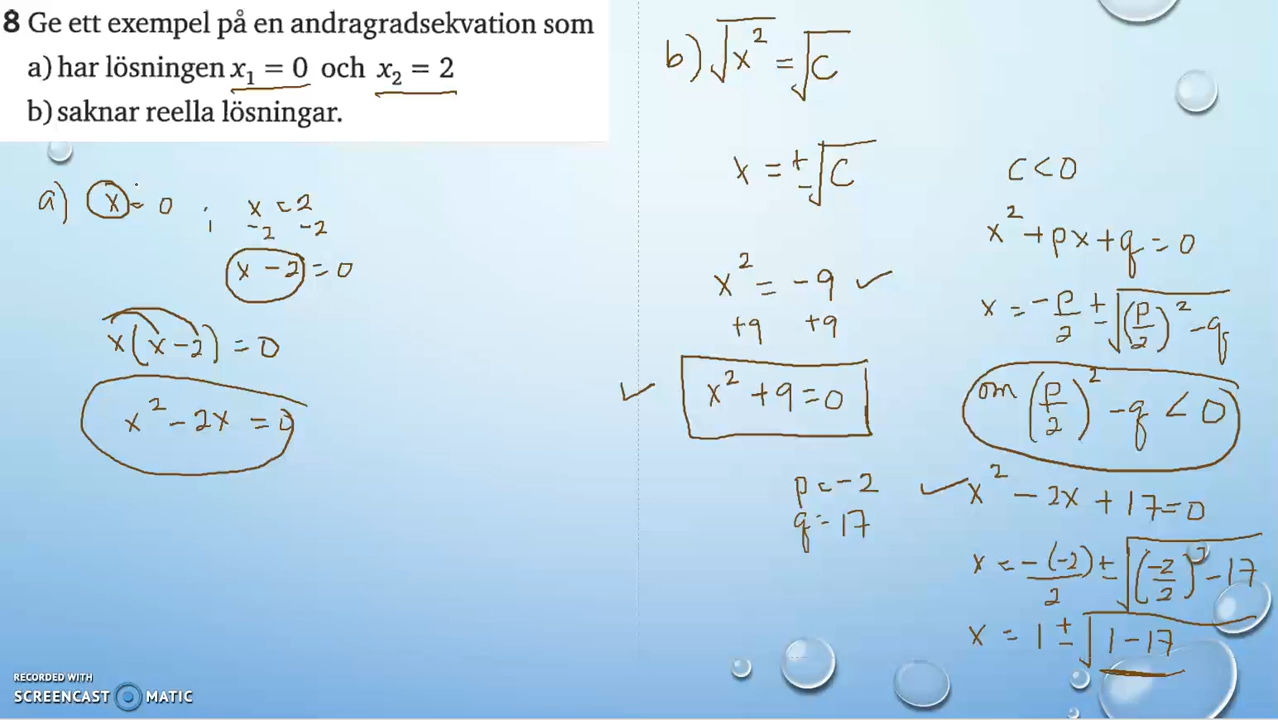 8 Ge ett exempel på en andragradsekvation som
a) har lösningen x₁ = 0 och x₂ = 2
b) saknar reella lösningar.
a) x = 0 ; x = 2
-2 -2
x - 2 = 0
x(x - 2) = 0
x² - 2x = 0
b) √x² = √C
x = ±√C
x² = -9
+9 +9
x² + 9 = 0
p = -2
q = 17
C < 0
x² + px + q = 0
x = -p/2 ± √((p/2)² - q)
om (p/2)² - q < 0
x² - 2x + 17 = 0
x = -(-2)/2 ± √((-2/2)² - 17)
x = 1 ± √(1 - 17)
RECORDED WITH
SCREENCAST MATIC